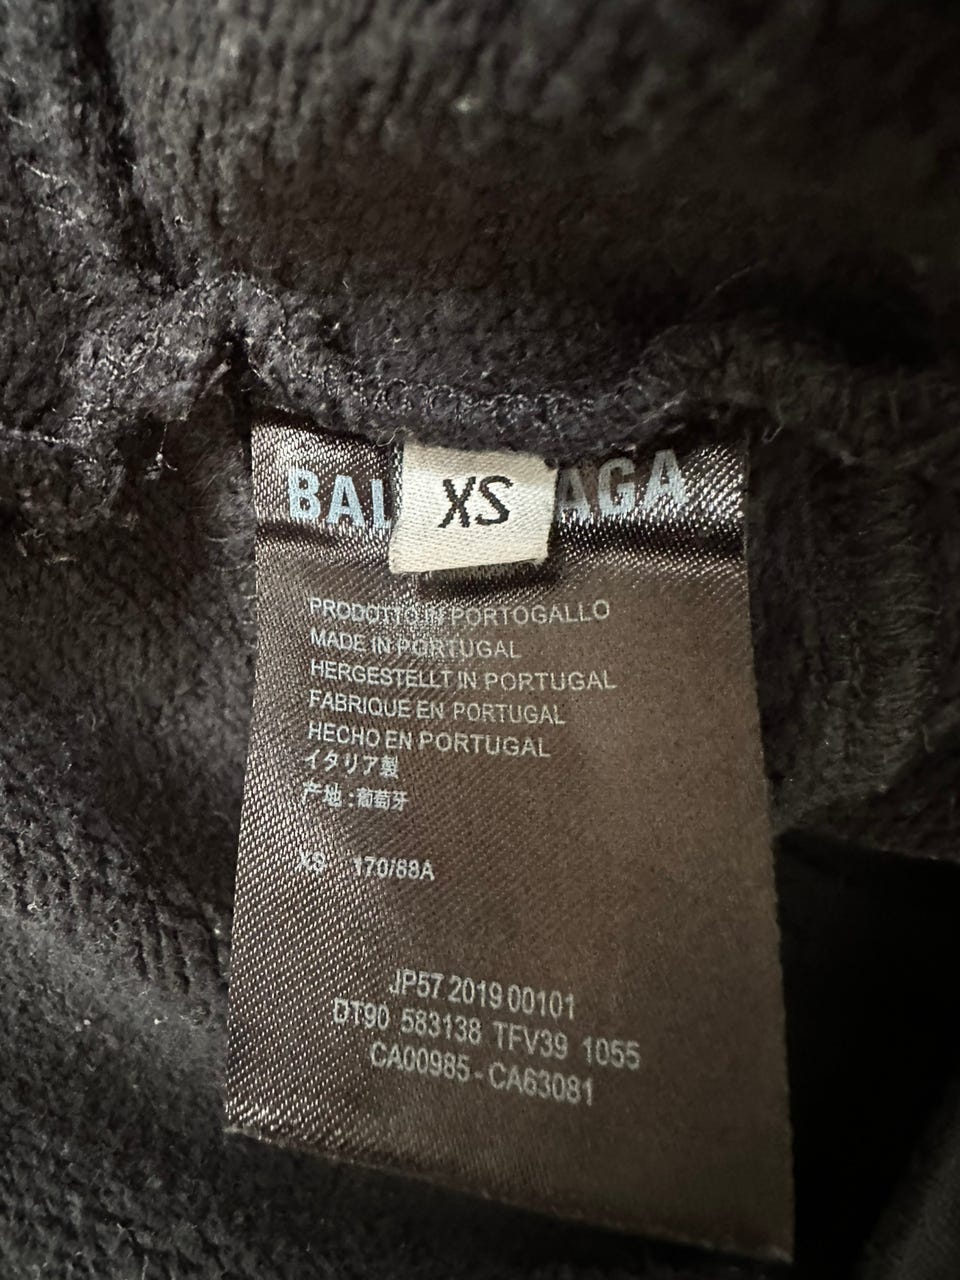 BAL AGA
XS
PRODOTTO IN PORTOGALLO
MADE IN PORTUGAL
HERGESTELLT IN PORTUGAL
FABRIQUE EN PORTUGAL
HECHO EN PORTUGAL
イタリア製
产地:葡萄牙
XS 170/88A
JP57 2019 00101
DT90 583138 TFV39 1055
CA00985 - CA63081